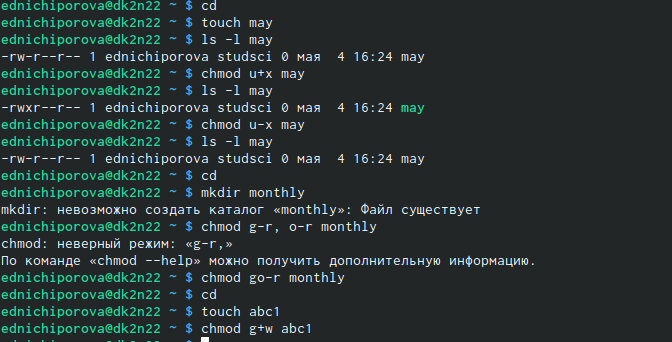 ednichiporova@dk2n22 ~ $ cd
ednichiporova@dk2n22 ~ $ touch may
ednichiporova@dk2n22 ~ $ ls -l may
-rw-r--r-- 1 ednichiporova studsci 0 мая  4 16:24 may
ednichiporova@dk2n22 ~ $ chmod u+x may
ednichiporova@dk2n22 ~ $ ls -l may
-rwxr--r-- 1 ednichiporova studsci 0 мая  4 16:24 may
ednichiporova@dk2n22 ~ $ chmod u-x may
ednichiporova@dk2n22 ~ $ ls -l may
-rw-r--r-- 1 ednichiporova studsci 0 мая  4 16:24 may
ednichiporova@dk2n22 ~ $ cd
ednichiporova@dk2n22 ~ $ mkdir monthly
mkdir: невозможно создать каталог «monthly»: Файл существует
ednichiporova@dk2n22 ~ $ chmod g-r, o-r monthly
chmod: неверный режим: «g-r,»
По команде «chmod --help» можно получить дополнительную информацию.
ednichiporova@dk2n22 ~ $ chmod go-r monthly
ednichiporova@dk2n22 ~ $ cd
ednichiporova@dk2n22 ~ $ touch abc1
ednichiporova@dk2n22 ~ $ chmod g+w abc1